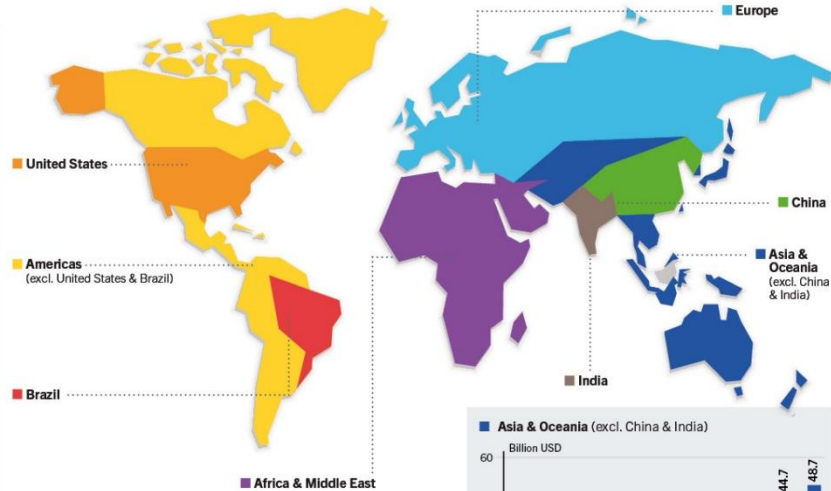 Europe
United States
China
Americas
(excl. United States & Brazil)
Asia &
Oceania
(excl. China
& India)
India
Brazil
Africa & Middle East
Asia & Oceania (excl. China & India)
Billion USD
60
44.7
48.7